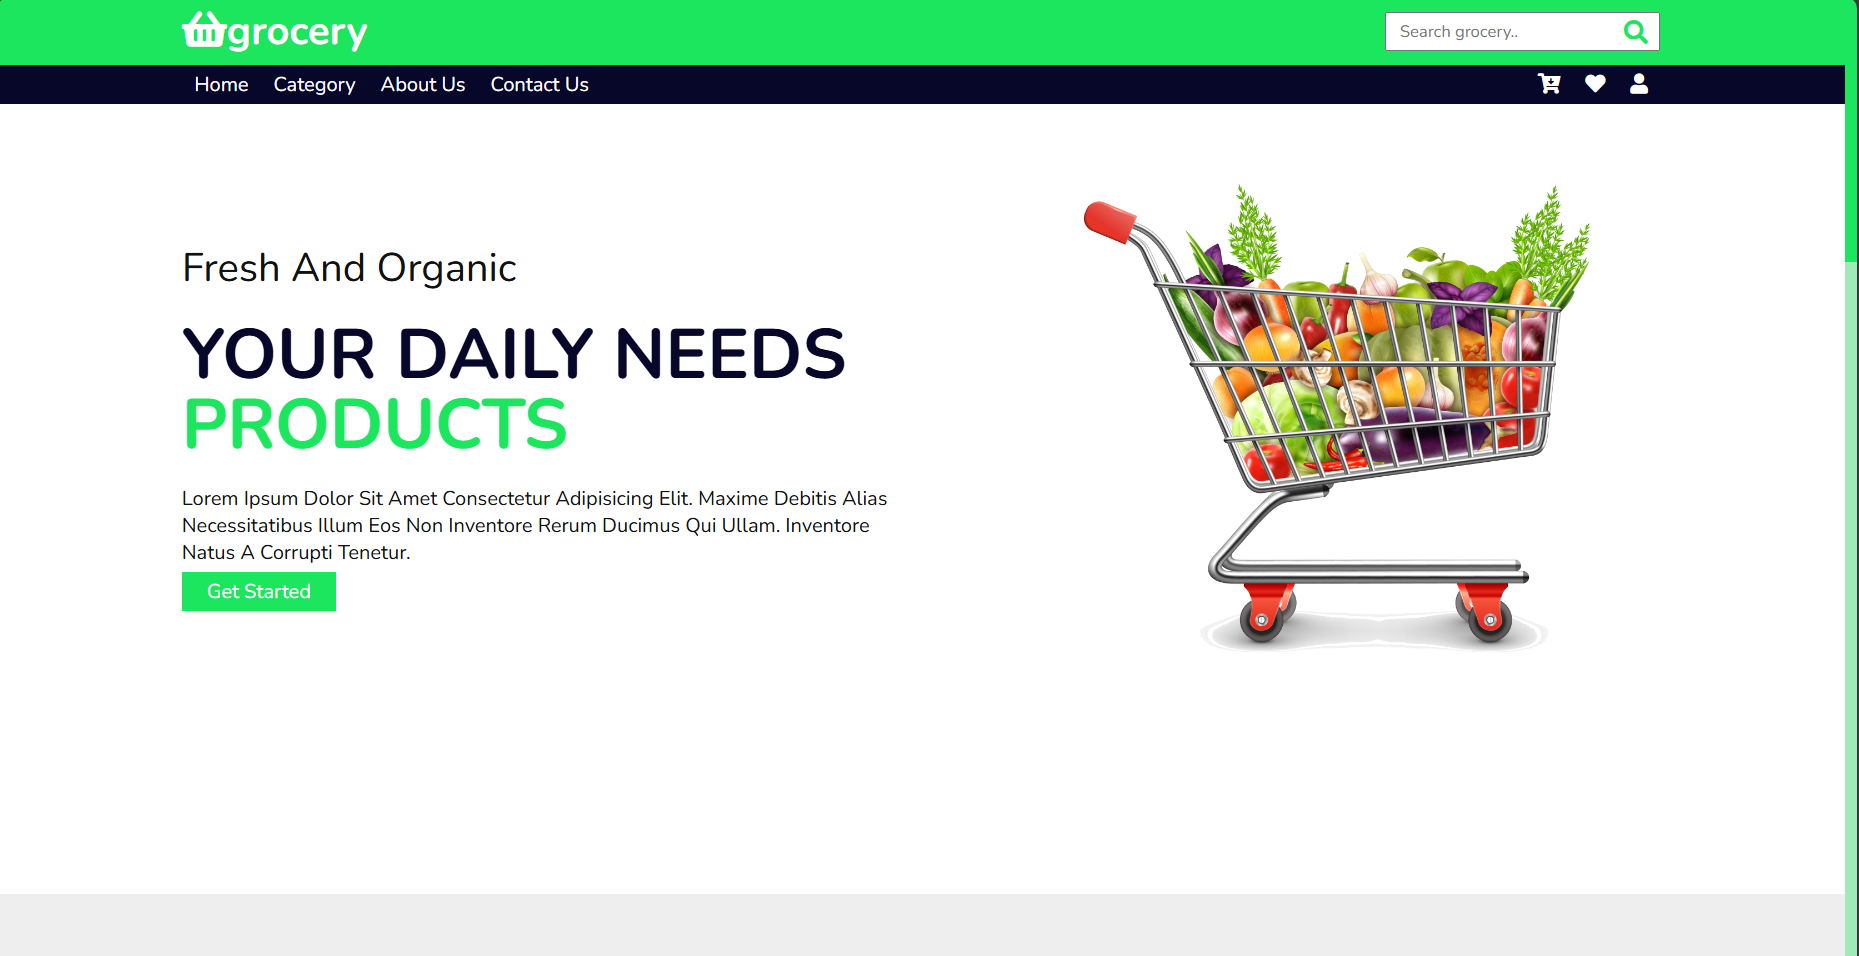 grocery
Search grocery..
Home Category About Us Contact Us
Fresh And Organic
YOUR DAILY NEEDS
PRODUCTS
Lorem Ipsum Dolor Sit Amet Consectetur Adipisicing Elit. Maxime Debitis Alias
Necessitatibus Illum Eos Non Inventore Rerum Ducimus Qui Ullam. Inventore
Natus A Corrupti Tenetur.
Get Started